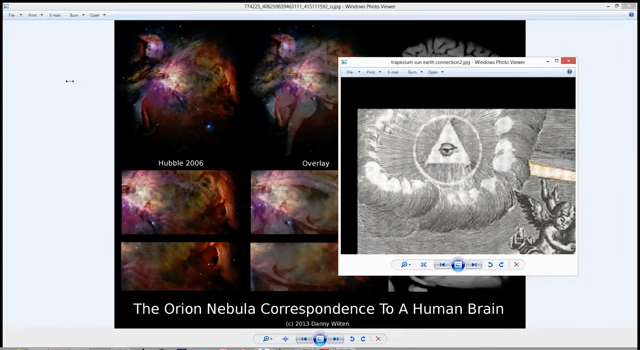 774225_406259639463111_415111592_o.jpg - Windows Photo Viewer
File Print E-mail Burn Open
trapezium sun earth connection2.jpg - Windows Photo Viewer
File Print E-mail Burn Open
Hubble 2006
Overlay
The Orion Nebula Correspondence To A Human Brain
(c) 2013 Danny Wilten